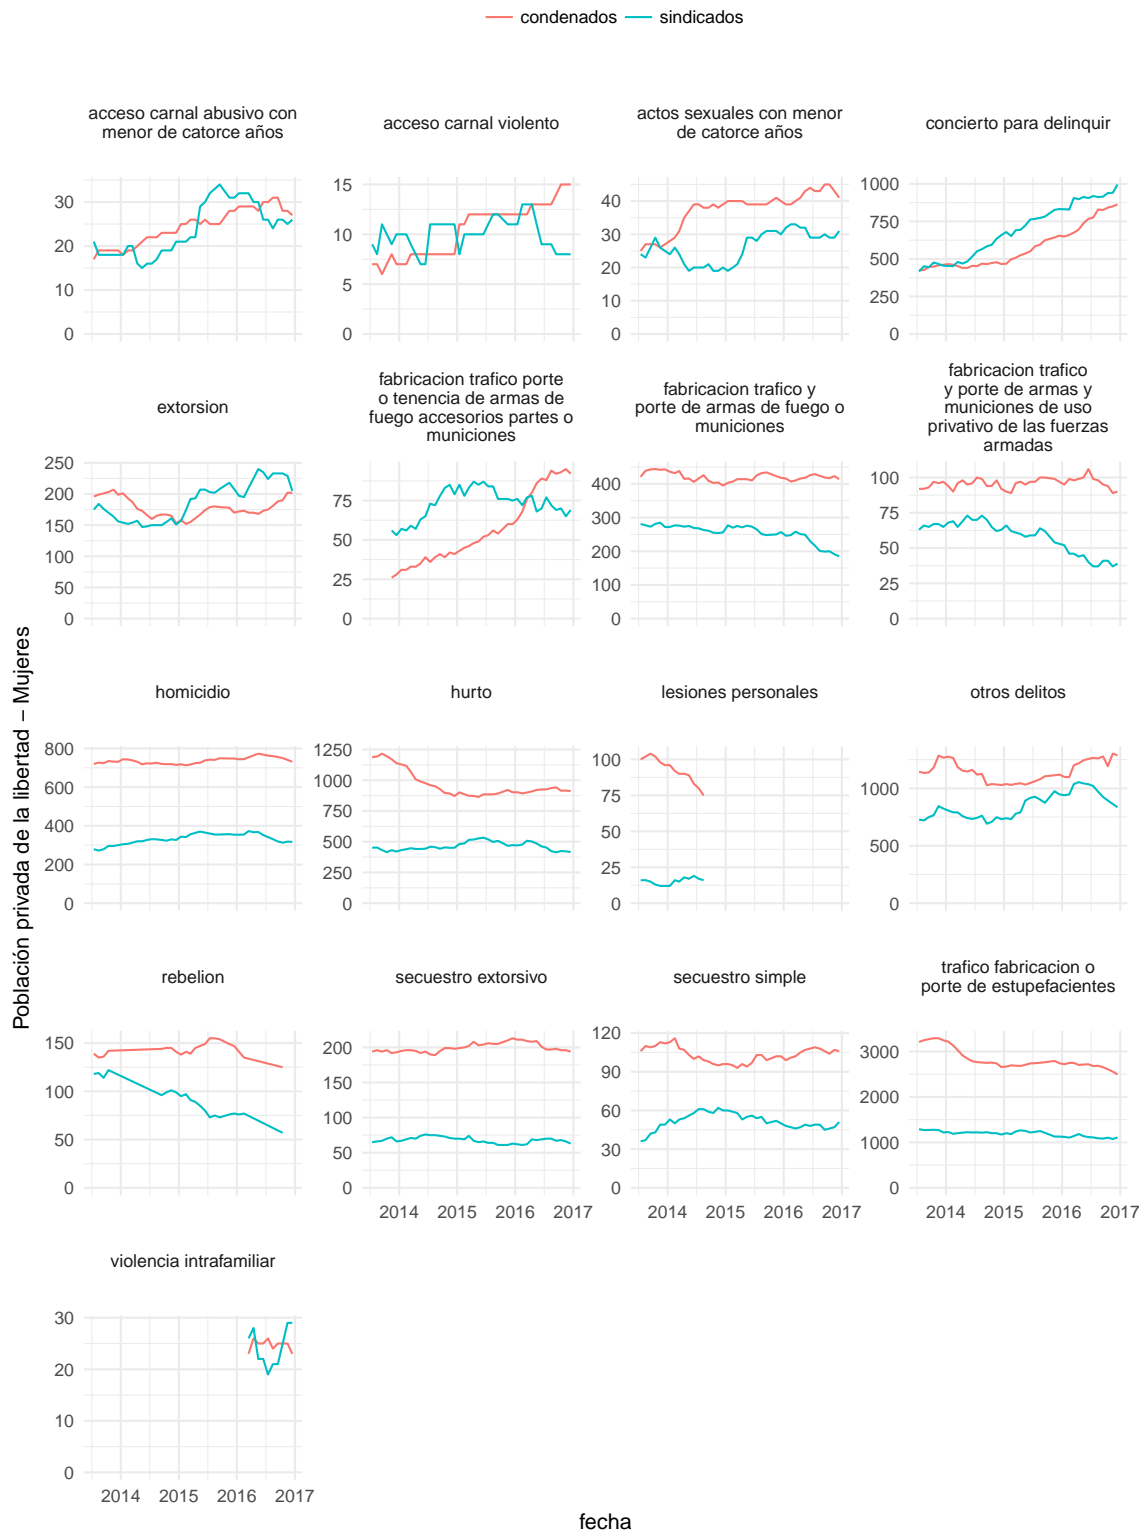 condenados sindicados
acceso carnal abusivo con
menor de catorce años
acceso carnal violento
actos sexuales con menor
de catorce años
concierto para delinquir
30
20
10
0
15
10
5
0
40
30
20
10
0
1000
750
500
250
0
extorsion
fabricacion trafico porte
o tenencia de armas de
fuego accesorios partes o
municiones
fabricacion trafico y
porte de armas de fuego o
municiones
fabricacion trafico
y porte de armas y
municiones de uso
privativo de las fuerzas
armadas
250
200
150
100
50
0
75
50
25
0
400
300
200
100
0
100
75
50
25
0
Población privada de la libertad – Mujeres
homicidio
hurto
lesiones personales
otros delitos
800
600
400
200
0
1250
1000
750
500
250
0
100
75
50
25
0
1000
500
0
rebelion
secuestro extorsivo
secuestro simple
trafico fabricacion o
porte de estupefacientes
150
100
50
0
200
150
100
50
0
120
90
60
30
0
3000
2000
1000
0
2014 2015 2016 2017
2014 2015 2016 2017
2014 2015 2016 2017
violencia intrafamiliar
30
20
10
0
2014 2015 2016 2017
fecha